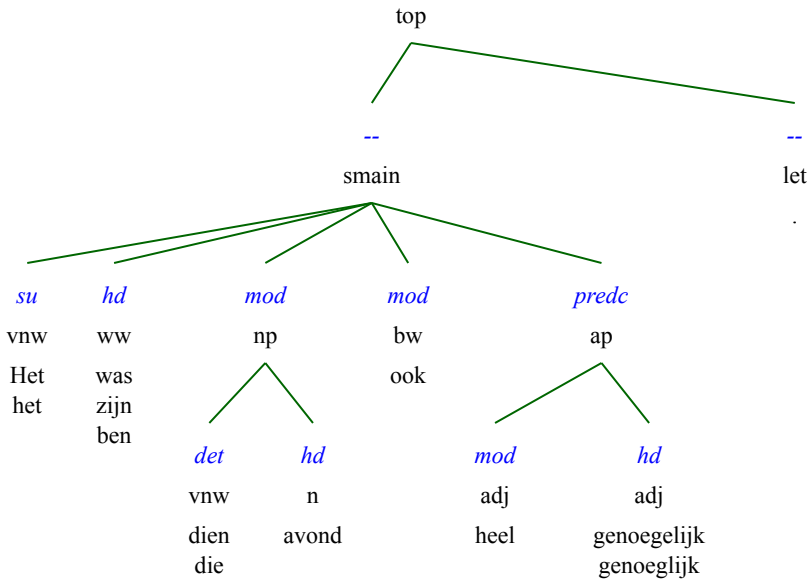 top
-- --
smain let
.
su hd mod mod predc
vnw ww np bw ap
Het was ook
het zijn
ben
det hd mod hd
vnw n adj adj
dien avond heel genoegelijk
die genoeglijk